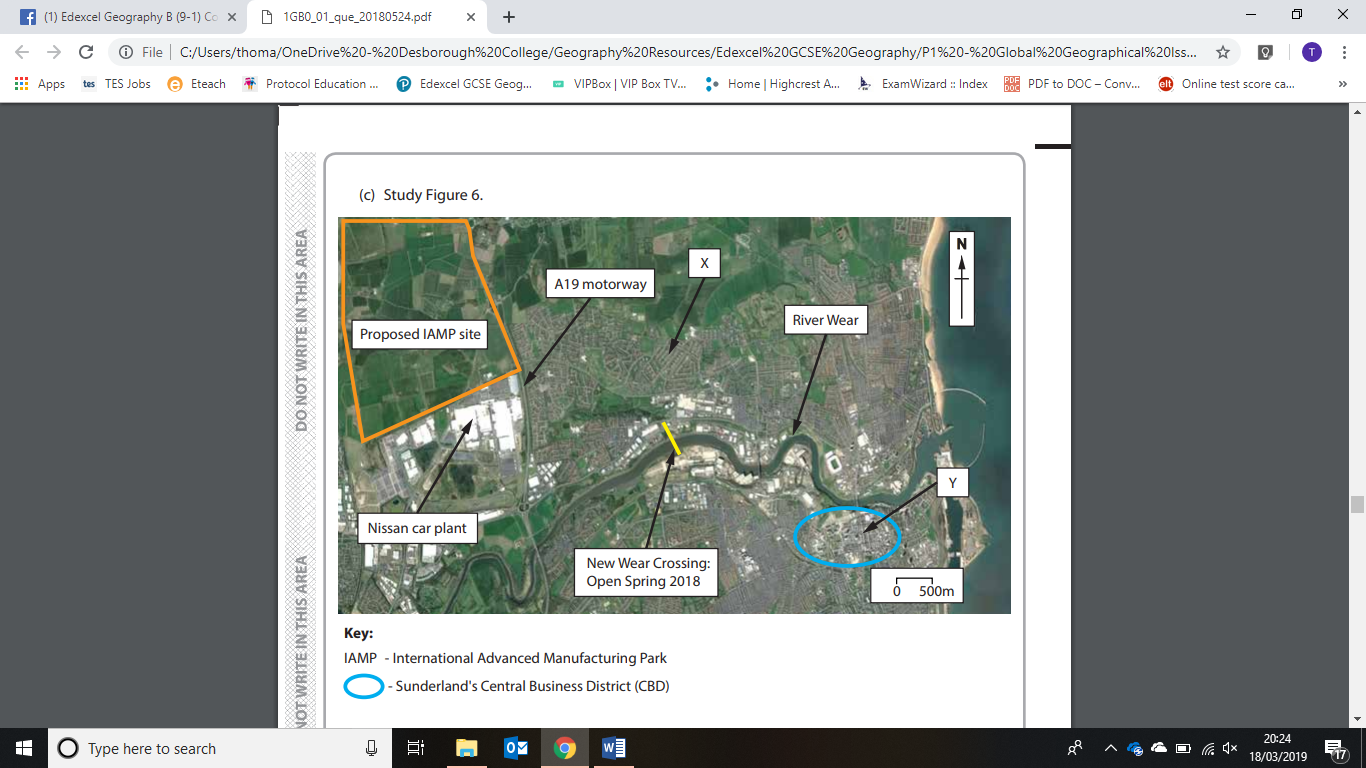 (1) Edexcel Geography B (9-1) Co
1GB0_01_que_20180524.pdf
File
C:/Users/thoma/OneDrive%20-%20Desborough%20College/Geography%20Resources/Edexcel%20GCSE%20Geography/P1%20-%20Global%20Geographical%20Iss...
T
Apps
tes TES Jobs
Eteach
Protocol Education ...
Edexcel GCSE Geog...
VIPBox | VIP Box TV...
Home | Highcrest A...
ExamWizard :: Index
PDF to DOC – Conv...
elt Online test score ca...
»
DO NOT WRITE IN THIS AREA
NOT WRITE IN THIS AREA
(c) Study Figure 6.
N
X
A19 motorway
River Wear
Proposed IAMP site
Y
Nissan car plant
New Wear Crossing:
Open Spring 2018
0 500m
Key:
IAMP - International Advanced Manufacturing Park
- Sunderland's Central Business District (CBD)
Type here to search
20:24
18/03/2019
17